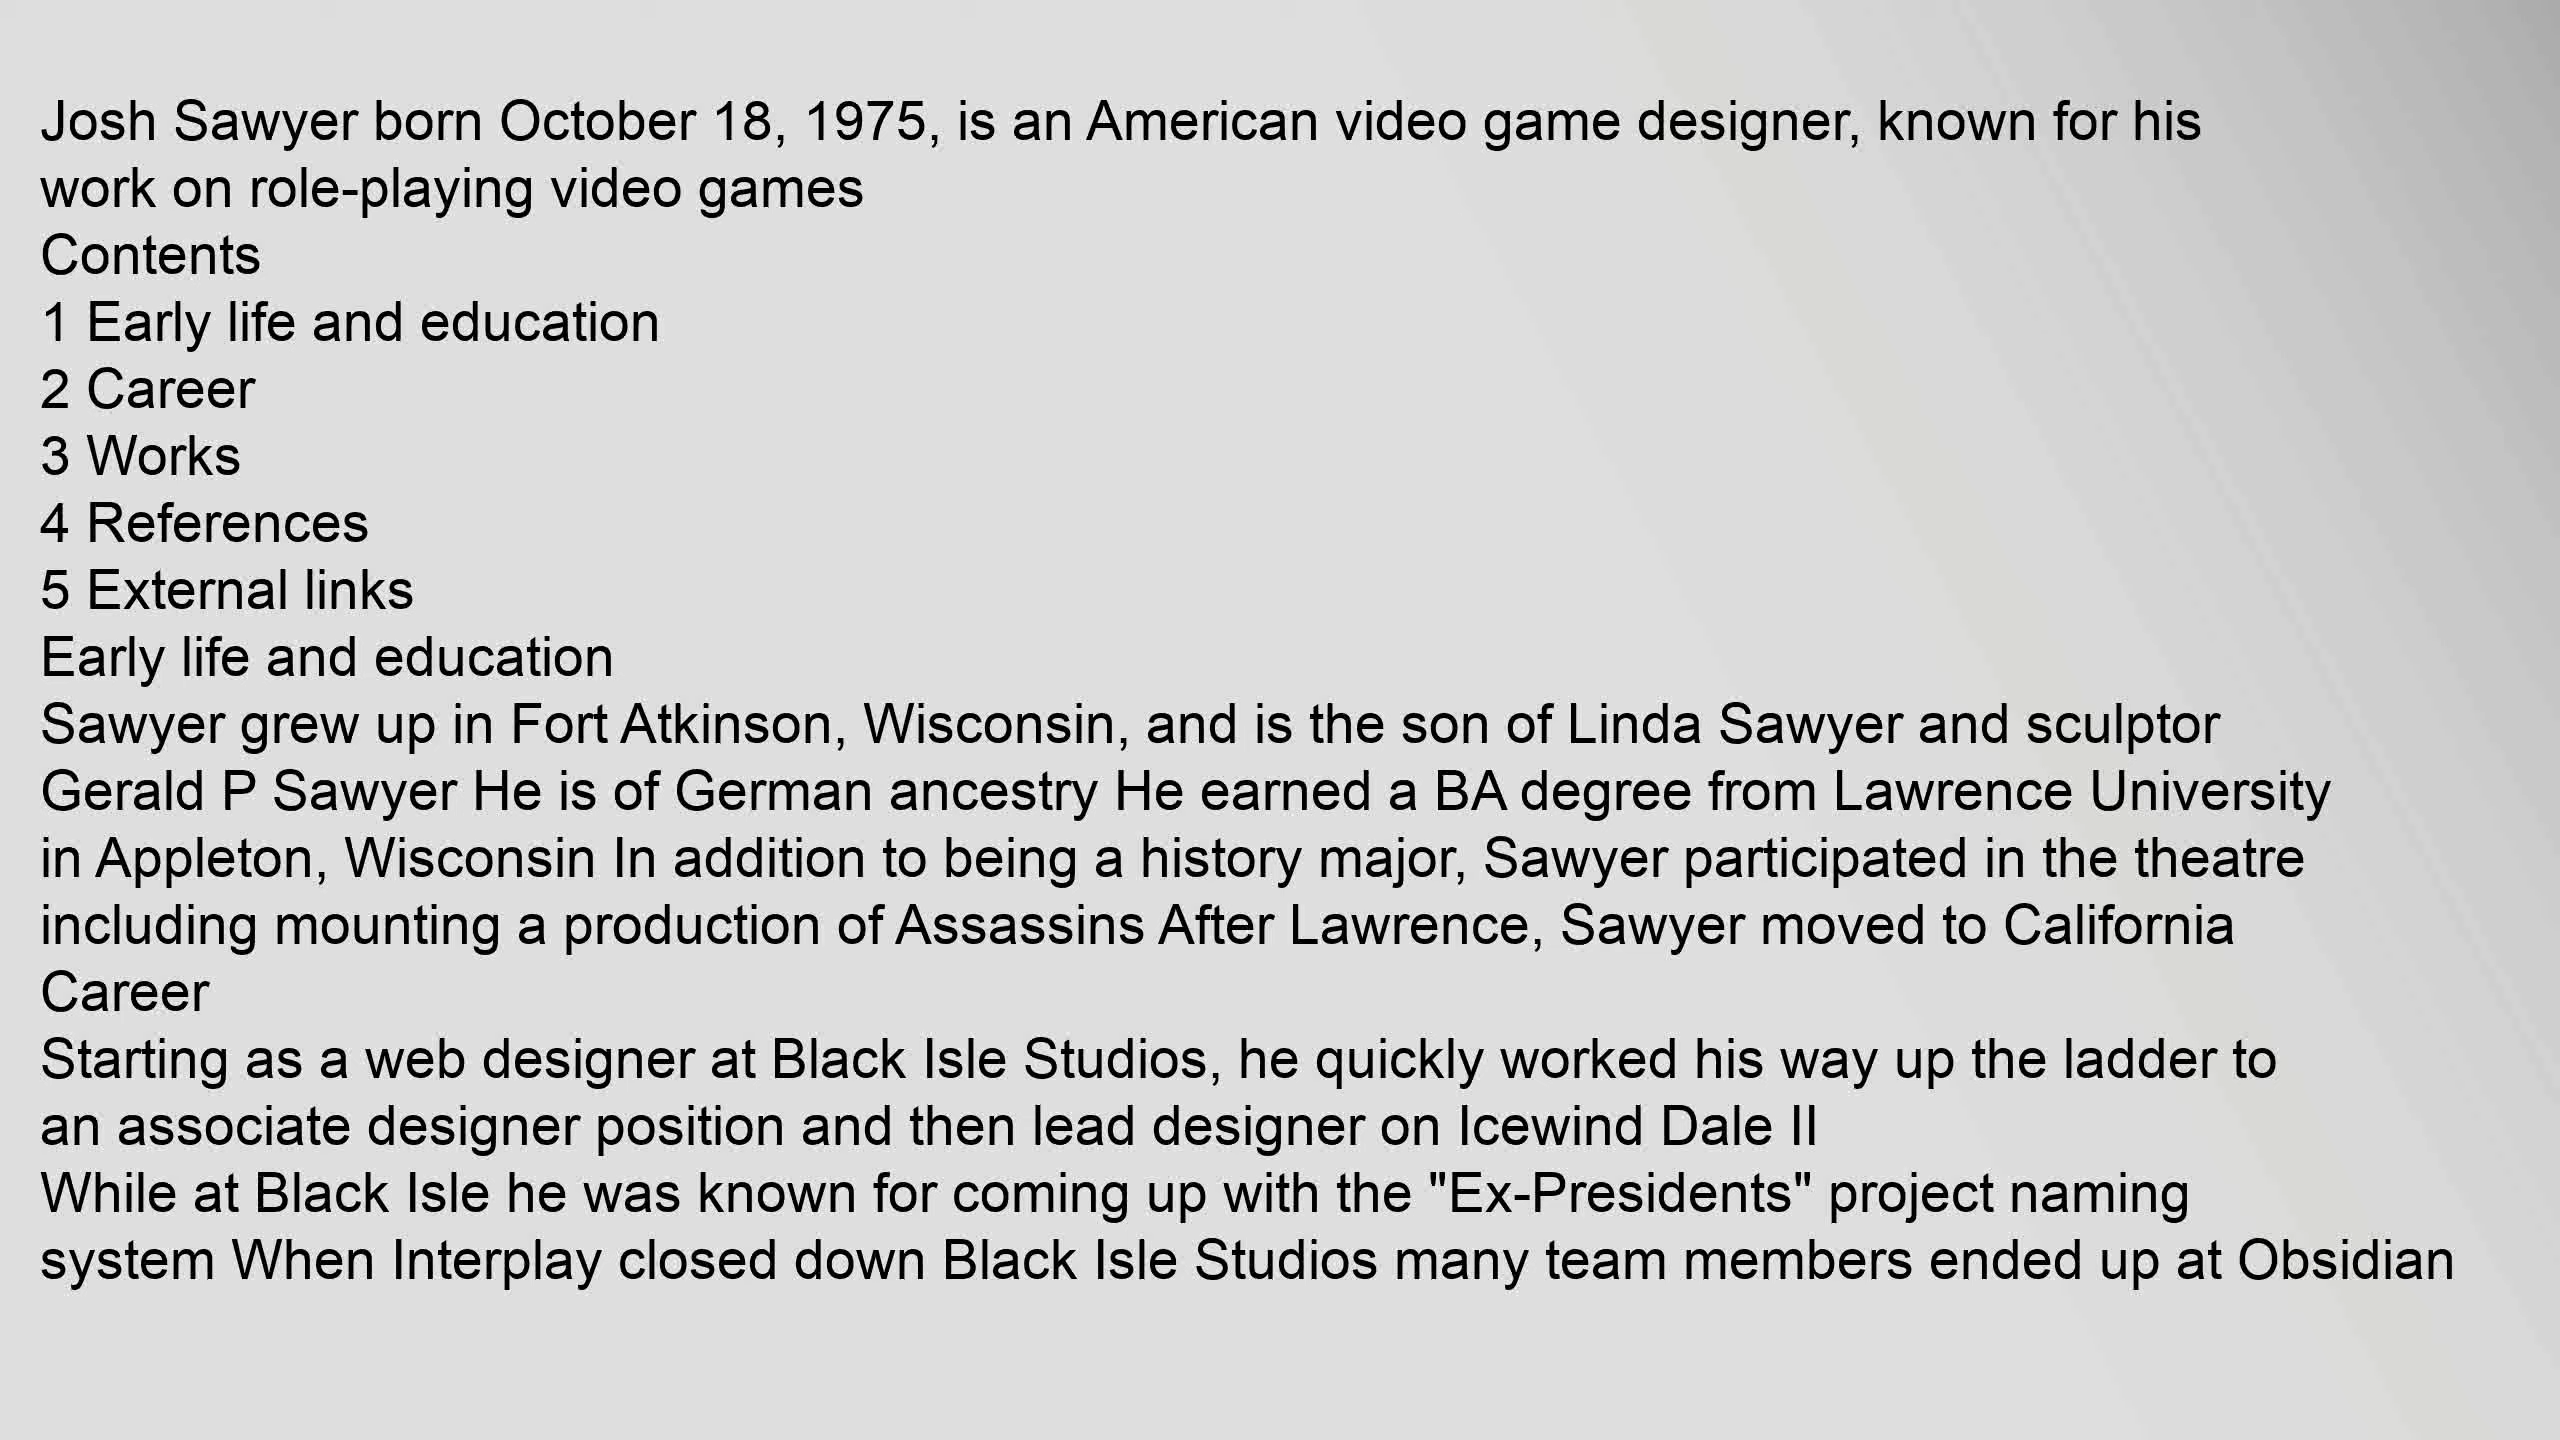 Josh Sawyer born October 18, 1975, is an American video game designer, known for his
work on role-playing video games
Contents
1 Early life and education
2 Career
3 Works
4 References
5 External links
Early life and education
Sawyer grew up in Fort Atkinson, Wisconsin, and is the son of Linda Sawyer and sculptor
Gerald P Sawyer He is of German ancestry He earned a BA degree from Lawrence University
in Appleton, Wisconsin In addition to being a history major, Sawyer participated in the theatre
including mounting a production of Assassins After Lawrence, Sawyer moved to California
Career
Starting as a web designer at Black Isle Studios, he quickly worked his way up the ladder to
an associate designer position and then lead designer on Icewind Dale II
While at Black Isle he was known for coming up with the "Ex-Presidents" project naming
system When Interplay closed down Black Isle Studios many team members ended up at Obsidian